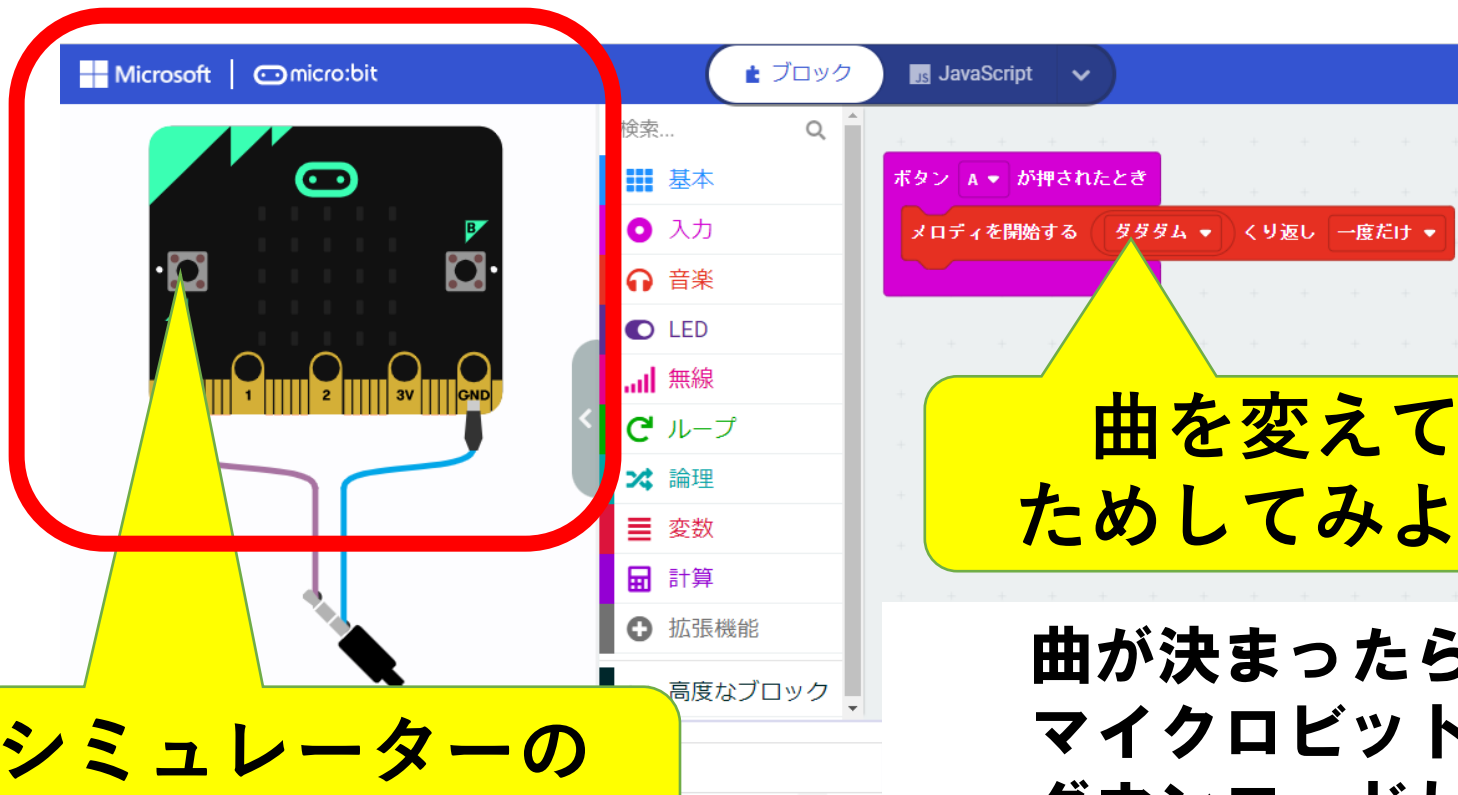 Microsoft micro:bit
ブロック
JavaScript
検索...
基本
入力
音楽
LED
無線
ループ
論理
変数
計算
拡張機能
高度なブロック
B
1 2 3V GND
ボタン A が押されたとき
メロディを開始する ダダダム くり返し 一度だけ
曲を変えて
ためしてみよ
シミュレーターの
曲が決まったら
マイクロビット